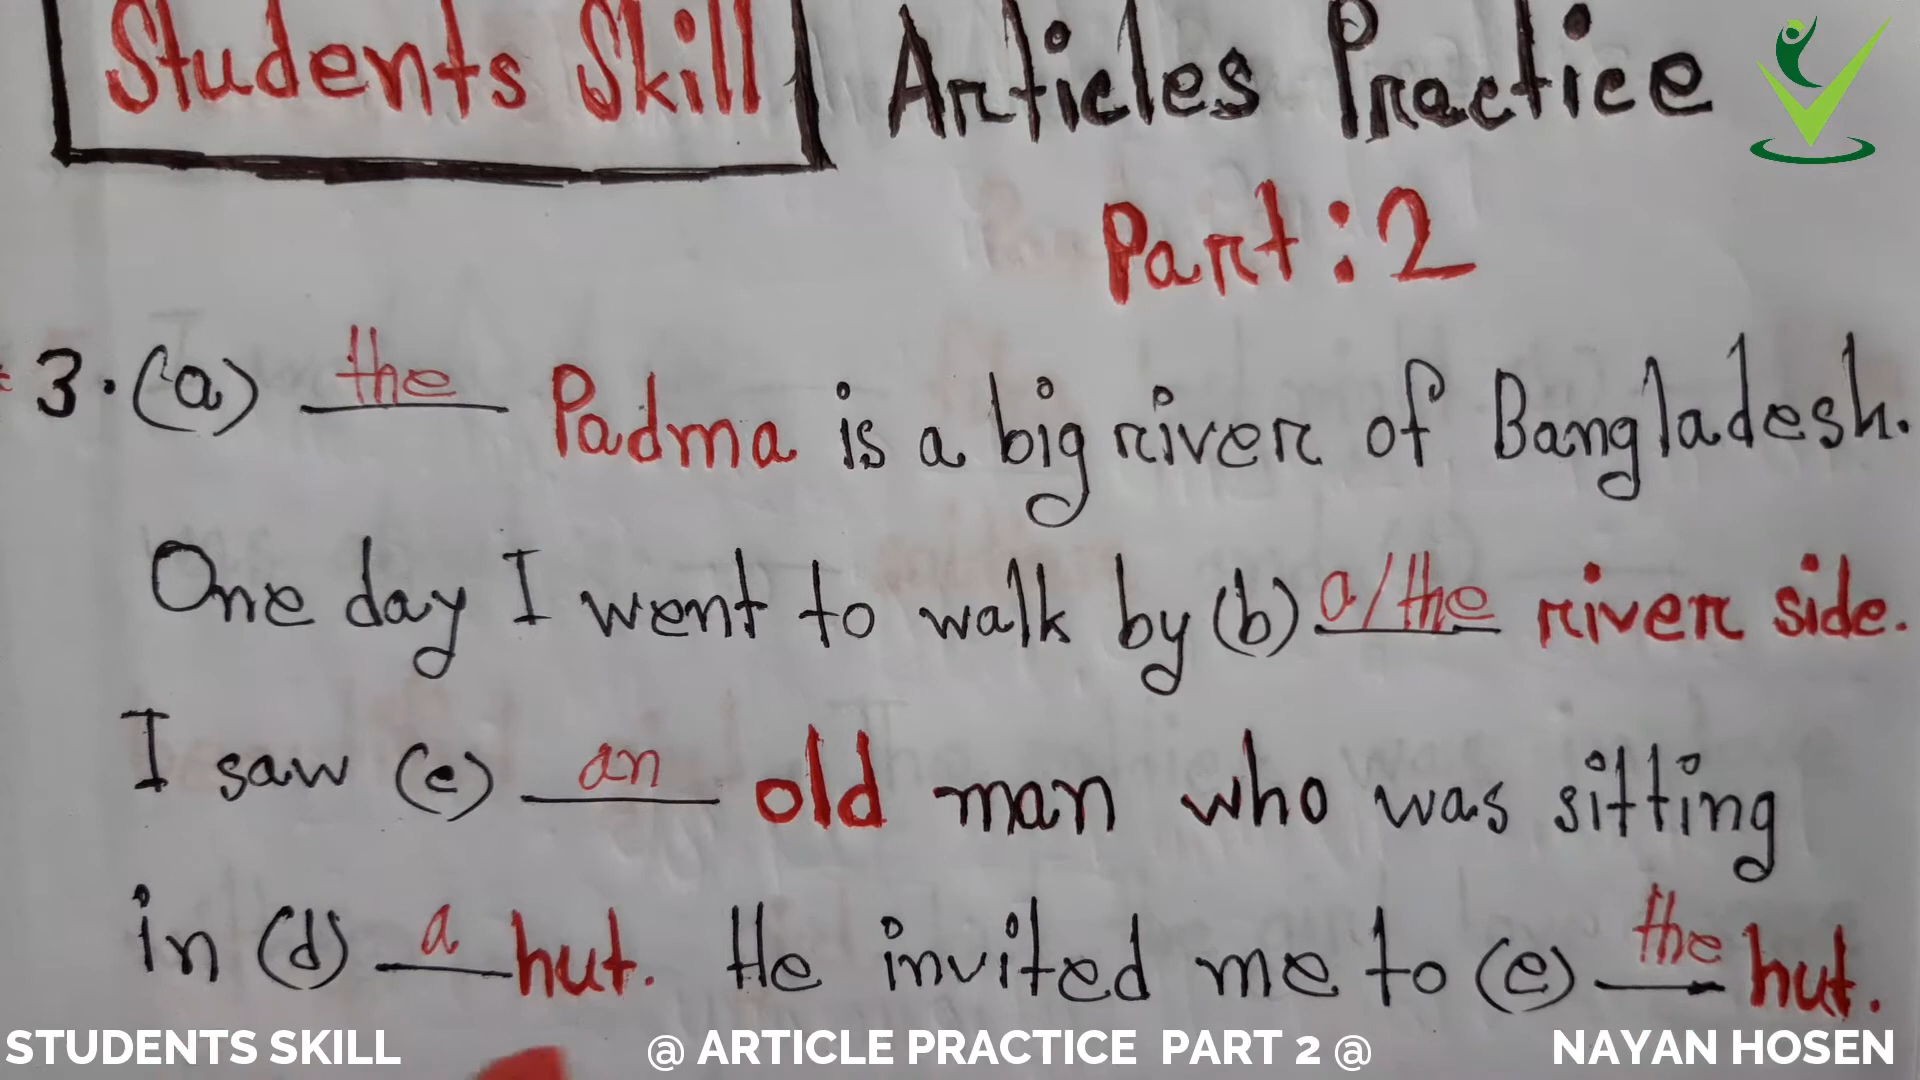 Students Skill Articles Practice
Part : 2
3. (a) the Padma is a big river of Bangladesh.
One day I went to walk by (b) a/the river side.
I saw (c) an old man who was sitting
in (d) a hut. He invited me to (e) the hut.
STUDENTS SKILL @ ARTICLE PRACTICE PART 2 @ NAYAN HOSEN